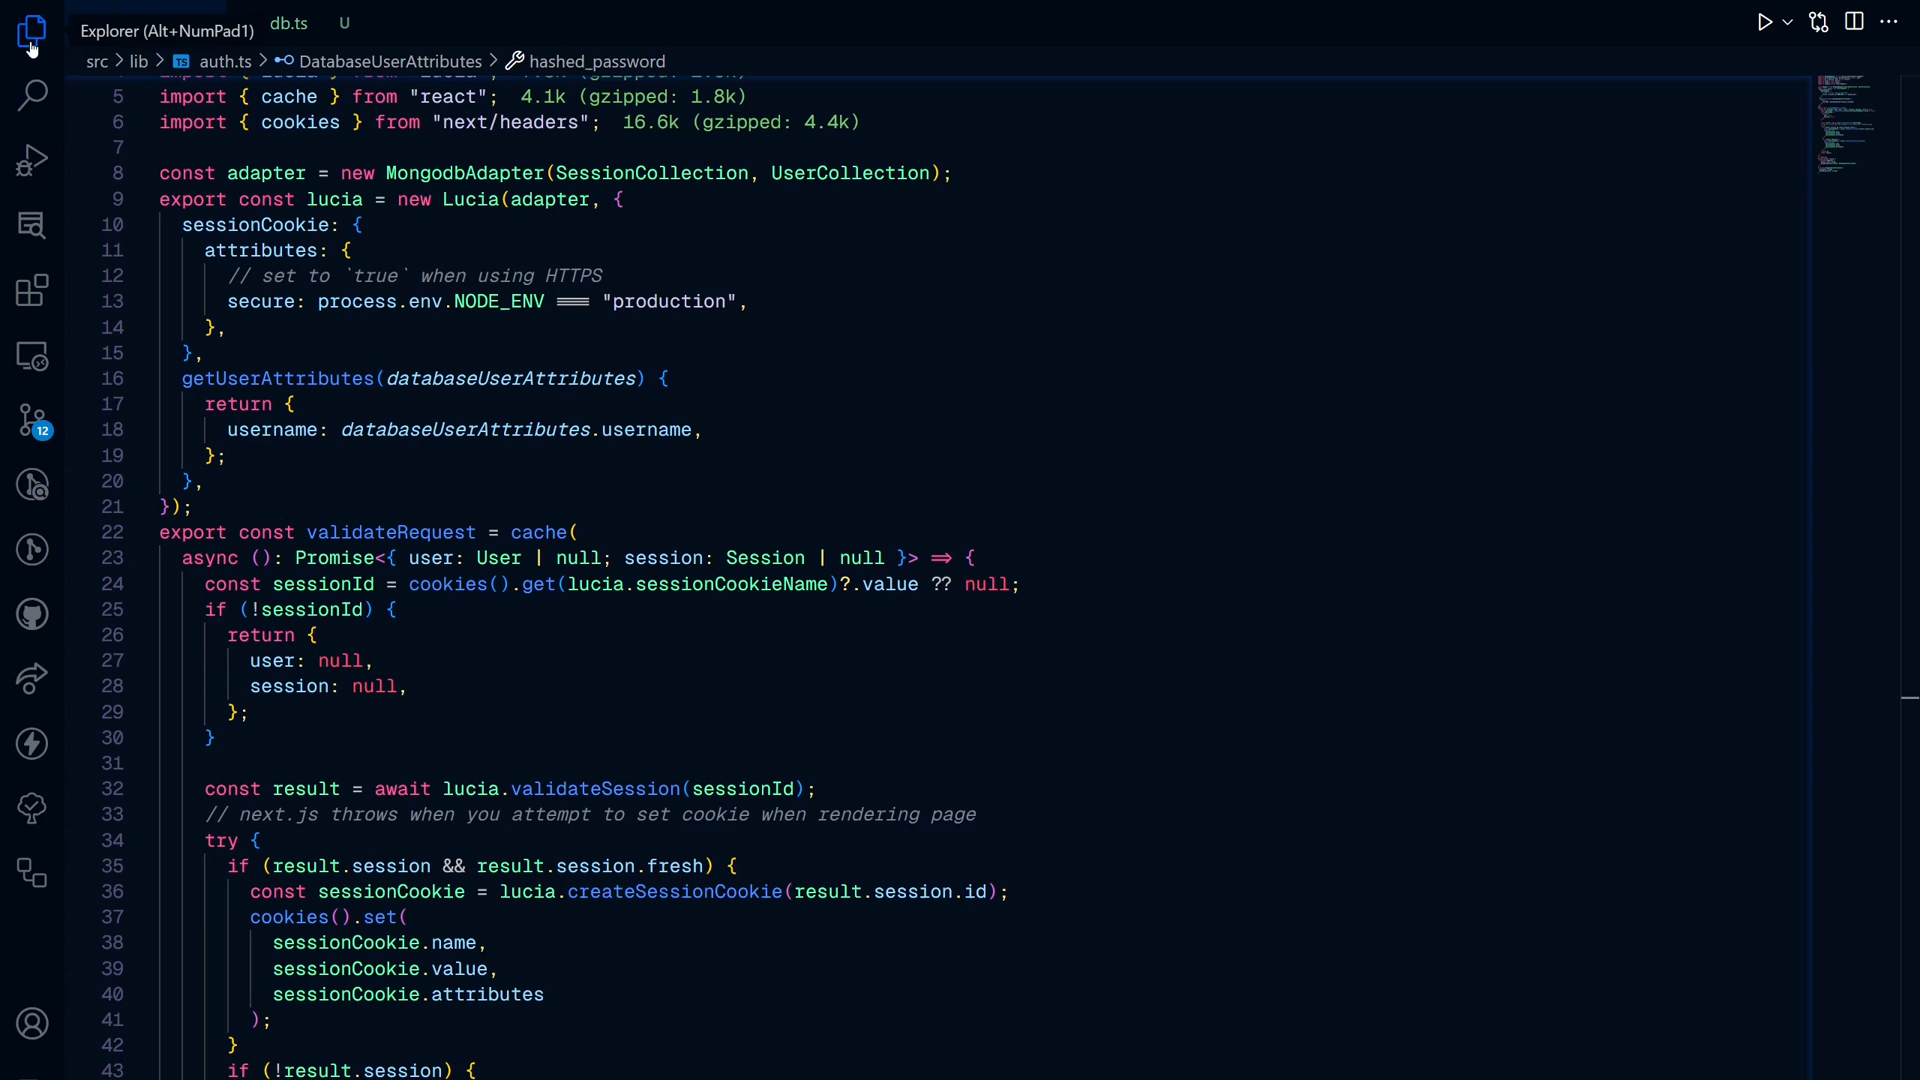 Explorer (Alt+NumPad1) db.ts U
src > lib > TS auth.ts > DatabaseUserAttributes > hashed_password
5 import { cache } from "react"; 4.1k (gzipped: 1.8k)
6 import { cookies } from "next/headers"; 16.6k (gzipped: 4.4k)
7
8 const adapter = new MongodbAdapter(SessionCollection, UserCollection);
9 export const lucia = new Lucia(adapter, {
10 sessionCookie: {
11 attributes: {
12 // set to `true` when using HTTPS
13 secure: process.env.NODE_ENV === "production",
14 },
15 },
16 getUserAttributes(databaseUserAttributes) {
17 return {
18 username: databaseUserAttributes.username,
19 };
20 },
21 });
22 export const validateRequest = cache(
23 async (): Promise<{ user: User | null; session: Session | null }> => {
24 const sessionId = cookies().get(lucia.sessionCookieName)?.value ?? null;
25 if (!sessionId) {
26 return {
27 user: null,
28 session: null,
29 };
30 }
31
32 const result = await lucia.validateSession(sessionId);
33 // next.js throws when you attempt to set cookie when rendering page
34 try {
35 if (result.session && result.session.fresh) {
36 const sessionCookie = lucia.createSessionCookie(result.session.id);
37 cookies().set(
38 sessionCookie.name,
39 sessionCookie.value,
40 sessionCookie.attributes
41 );
42 }
43 if (!result.session) {
12